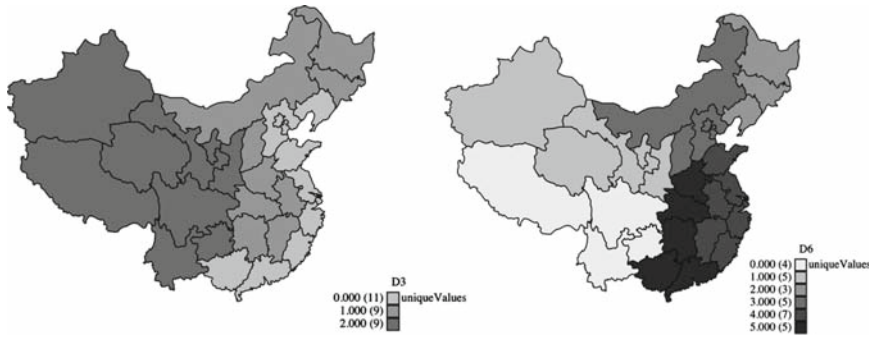 D3
0.000 (11) uniqueValues
1.000 (9)
2.000 (9)
D6
0.000 (4) uniqueValues
1.000 (5)
2.000 (3)
3.000 (5)
4.000 (7)
5.000 (5)